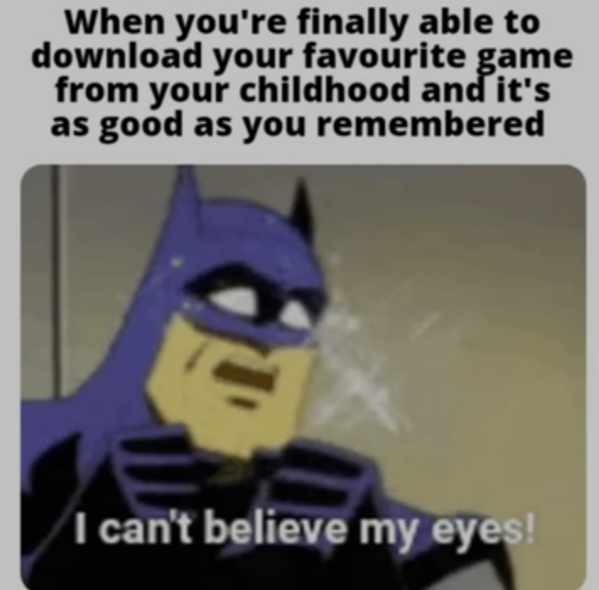 When you're finally able to
download your favourite game
from your childhood and it's
as good as you remembered
I can't believe my eyes!